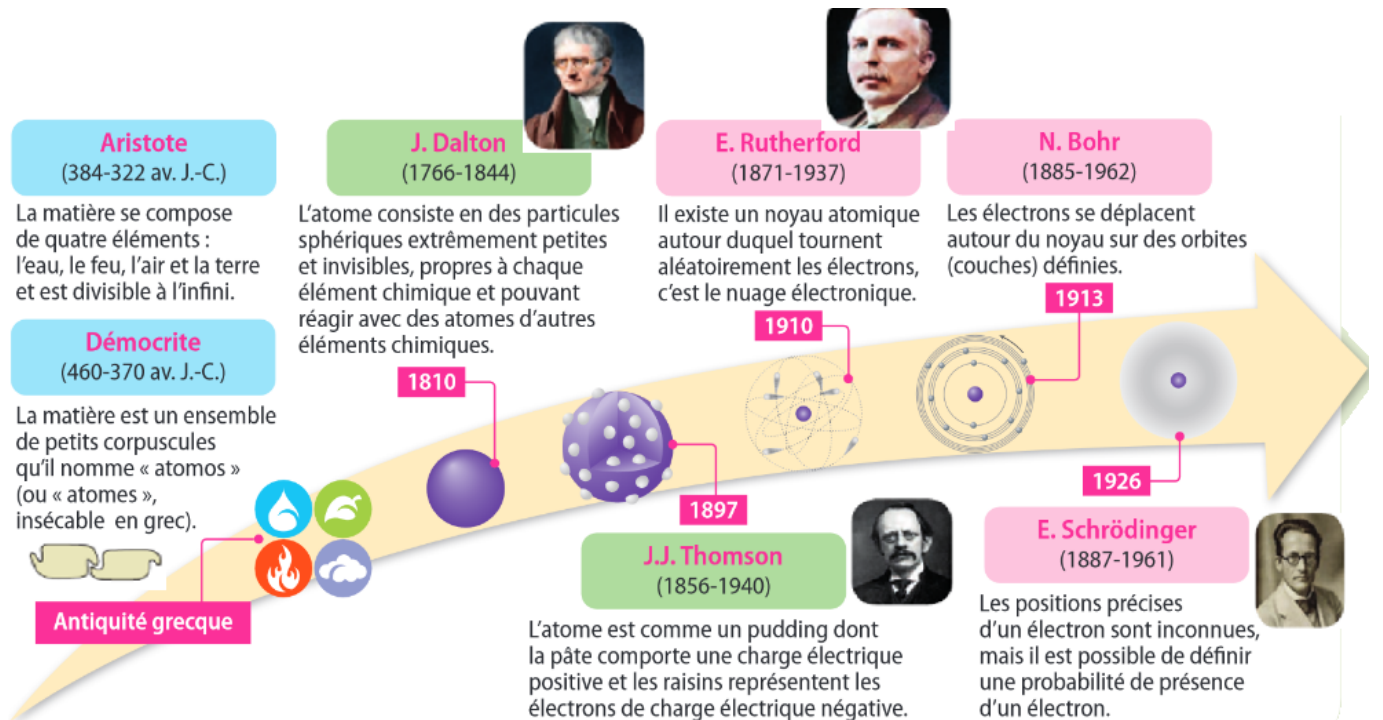 Aristote
(384-322 av. J.-C.)
La matière se compose
de quatre éléments :
l'eau, le feu, l'air et la terre
et est divisible à l'infini.
Démocrite
(460-370 av. J.-C.)
La matière est un ensemble
de petits corpuscules
qu'il nomme « atomos »
(ou « atomes »,
insécable en grec).
Antiquité grecque
J. Dalton
(1766-1844)
L'atome consiste en des particules
sphériques extrêmement petites
et invisibles, propres à chaque
élément chimique et pouvant
réagir avec des atomes d'autres
éléments chimiques.
1810
1897
J.J. Thomson
(1856-1940)
L'atome est comme un pudding dont
la pâte comporte une charge électrique
positive et les raisins représentent les
électrons de charge électrique négative.
E. Rutherford
(1871-1937)
Il existe un noyau atomique
autour duquel tournent
aléatoirement les électrons,
c'est le nuage électronique.
1910
N. Bohr
(1885-1962)
Les électrons se déplacent
autour du noyau sur des orbites
(couches) définies.
1913
1926
E. Schrödinger
(1887-1961)
Les positions précises
d'un électron sont inconnues,
mais il est possible de définir
une probabilité de présence
d'un électron.